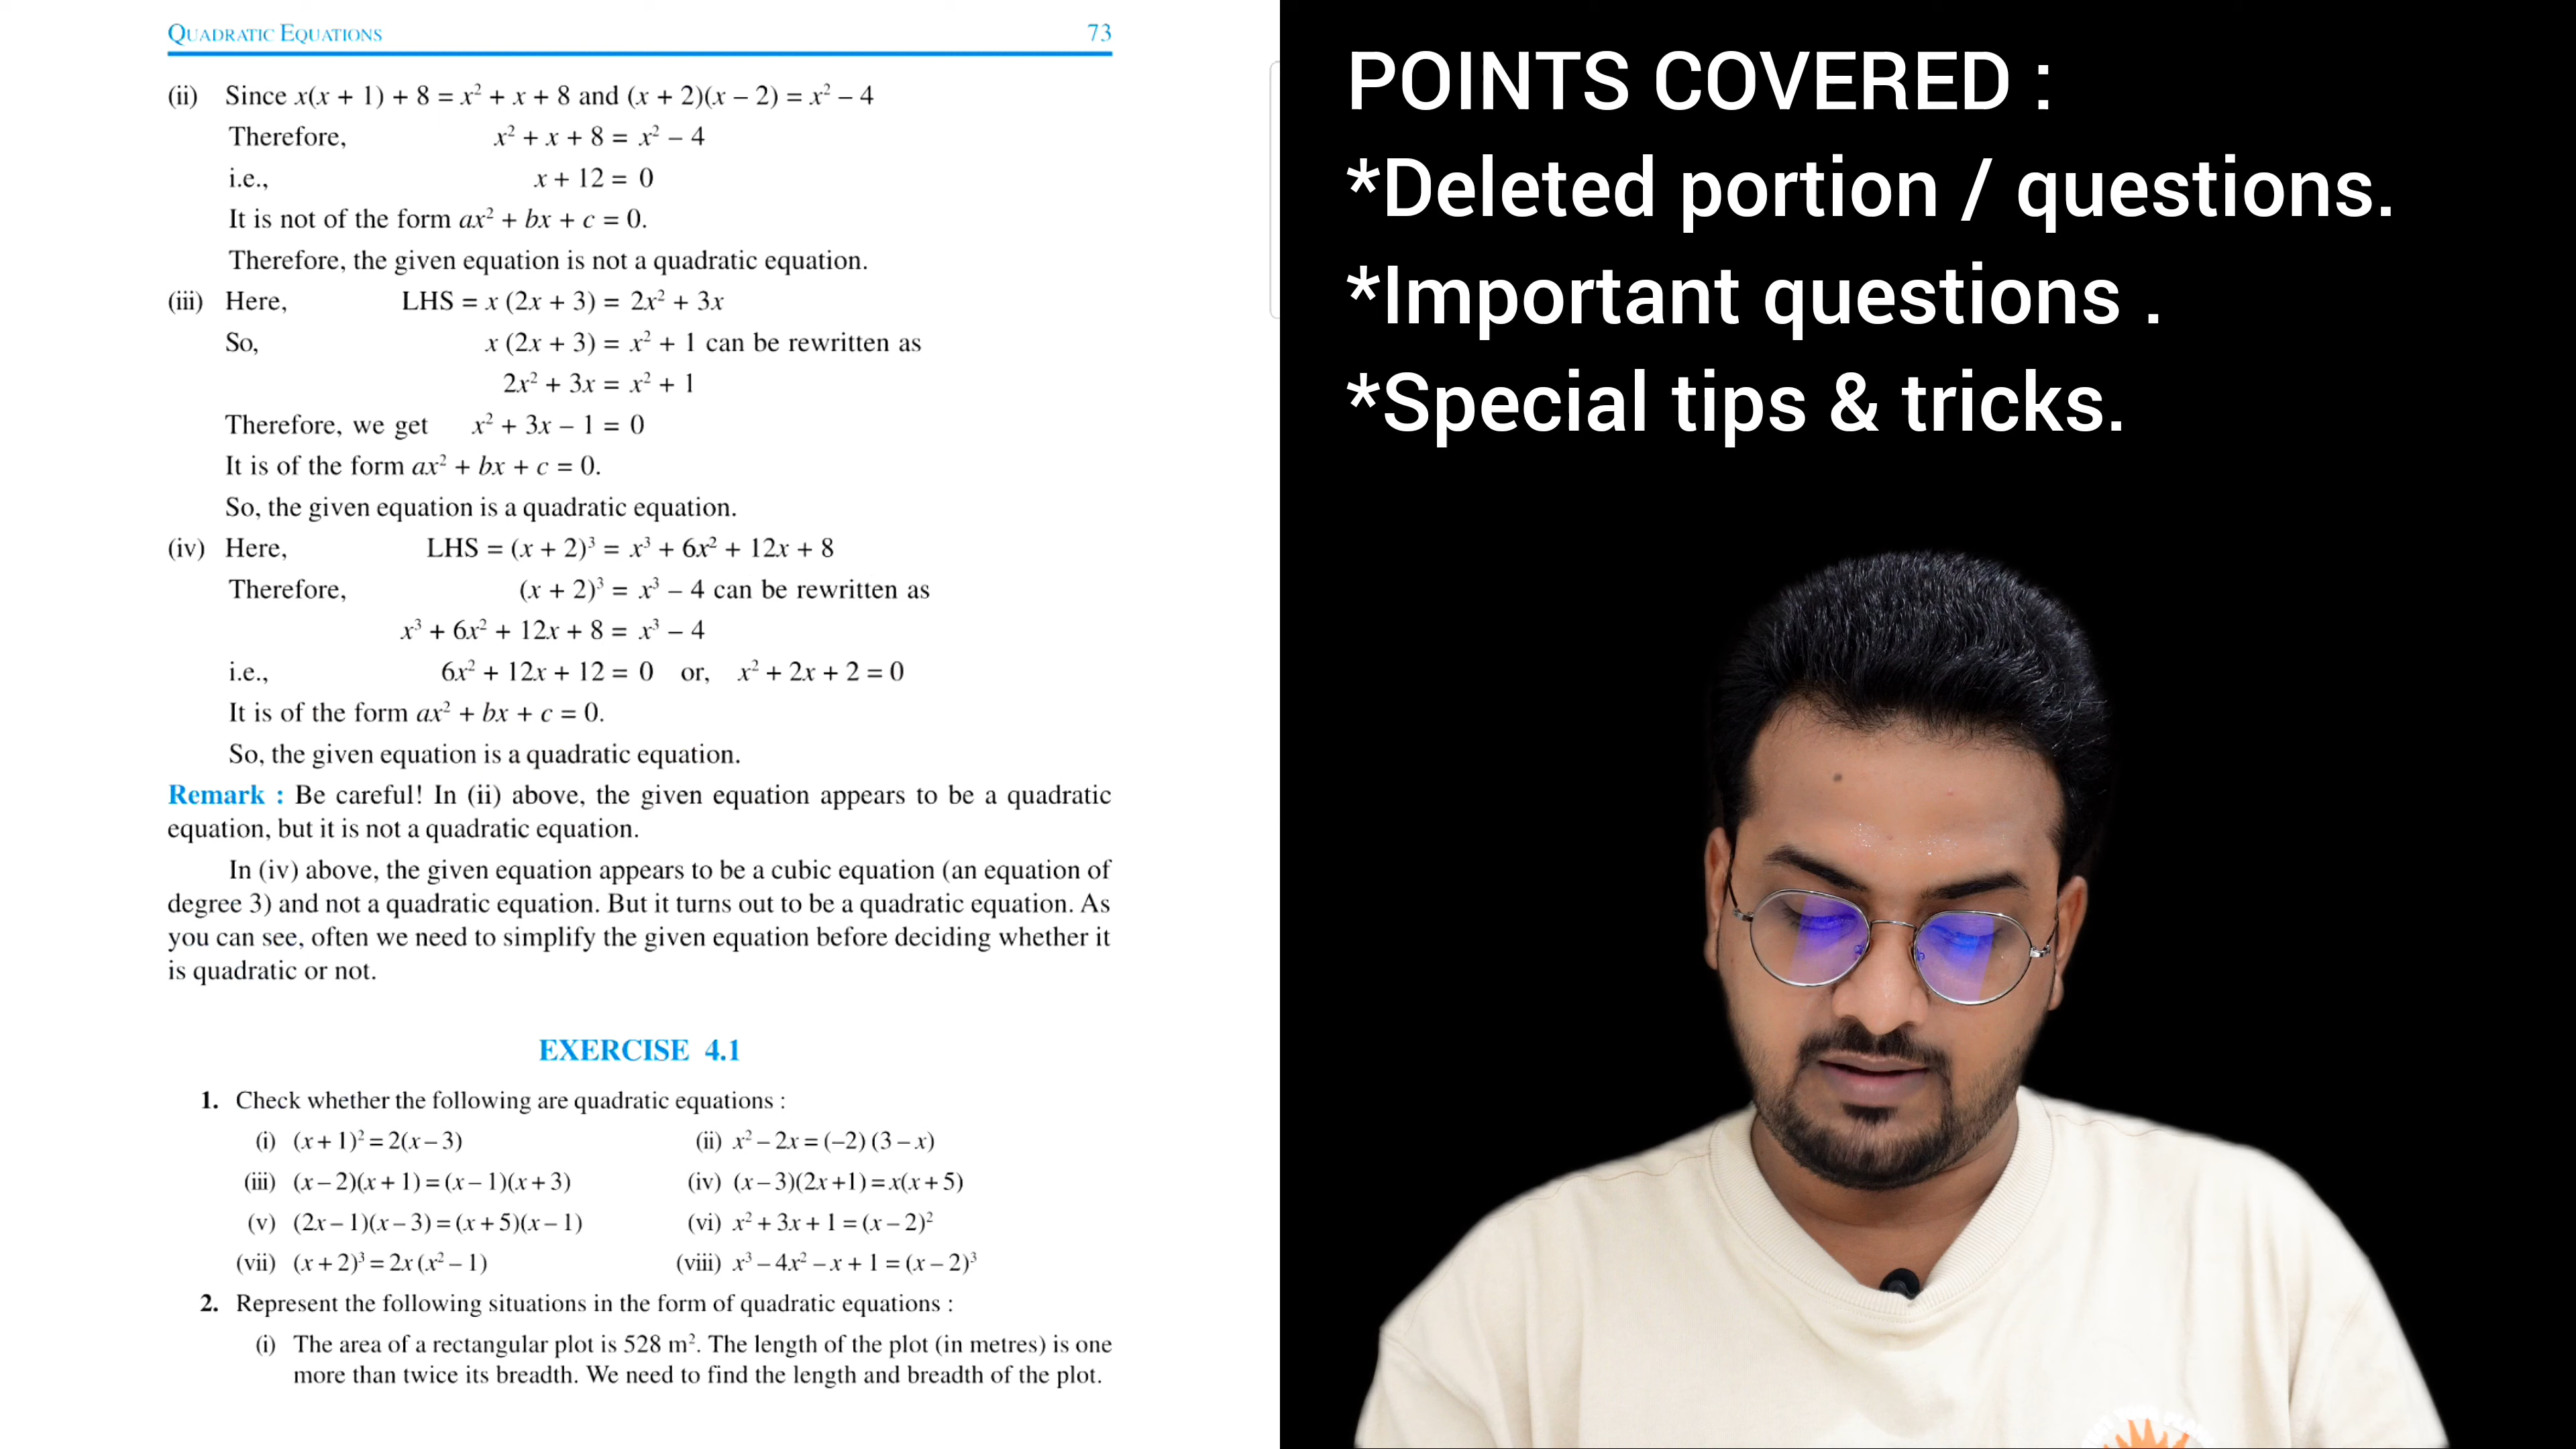 QUADRATIC EQUATIONS 73
(ii) Since x(x + 1) + 8 = x² + x + 8 and (x + 2)(x – 2) = x² – 4
Therefore, x² + x + 8 = x² – 4
i.e., x + 12 = 0
It is not of the form ax² + bx + c = 0.
Therefore, the given equation is not a quadratic equation.
(iii) Here, LHS = x (2x + 3) = 2x² + 3x
So, x (2x + 3) = x² + 1 can be rewritten as
2x² + 3x = x² + 1
Therefore, we get x² + 3x – 1 = 0
It is of the form ax² + bx + c = 0.
So, the given equation is a quadratic equation.
(iv) Here, LHS = (x + 2)³ = x³ + 6x² + 12x + 8
Therefore, (x + 2)³ = x³ – 4 can be rewritten as
x³ + 6x² + 12x + 8 = x³ – 4
i.e., 6x² + 12x + 12 = 0 or, x² + 2x + 2 = 0
It is of the form ax² + bx + c = 0.
So, the given equation is a quadratic equation.
Remark : Be careful! In (ii) above, the given equation appears to be a quadratic
equation, but it is not a quadratic equation.
In (iv) above, the given equation appears to be a cubic equation (an equation of
degree 3) and not a quadratic equation. But it turns out to be a quadratic equation. As
you can see, often we need to simplify the given equation before deciding whether it
is quadratic or not.
EXERCISE 4.1
1. Check whether the following are quadratic equations :
(i) (x + 1)² = 2(x – 3) (ii) x² – 2x = (–2) (3 – x)
(iii) (x – 2)(x + 1) = (x – 1)(x + 3) (iv) (x – 3)(2x +1) = x(x + 5)
(v) (2x – 1)(x – 3) = (x + 5)(x – 1) (vi) x² + 3x + 1 = (x – 2)²
(vii) (x + 2)³ = 2x (x² – 1) (viii) x³ – 4x² – x + 1 = (x – 2)³
2. Represent the following situations in the form of quadratic equations :
(i) The area of a rectangular plot is 528 m². The length of the plot (in metres) is one
more than twice its breadth. We need to find the length and breadth of the plot.
POINTS COVERED :
*Deleted portion / questions.
*Important questions .
*Special tips & tricks.